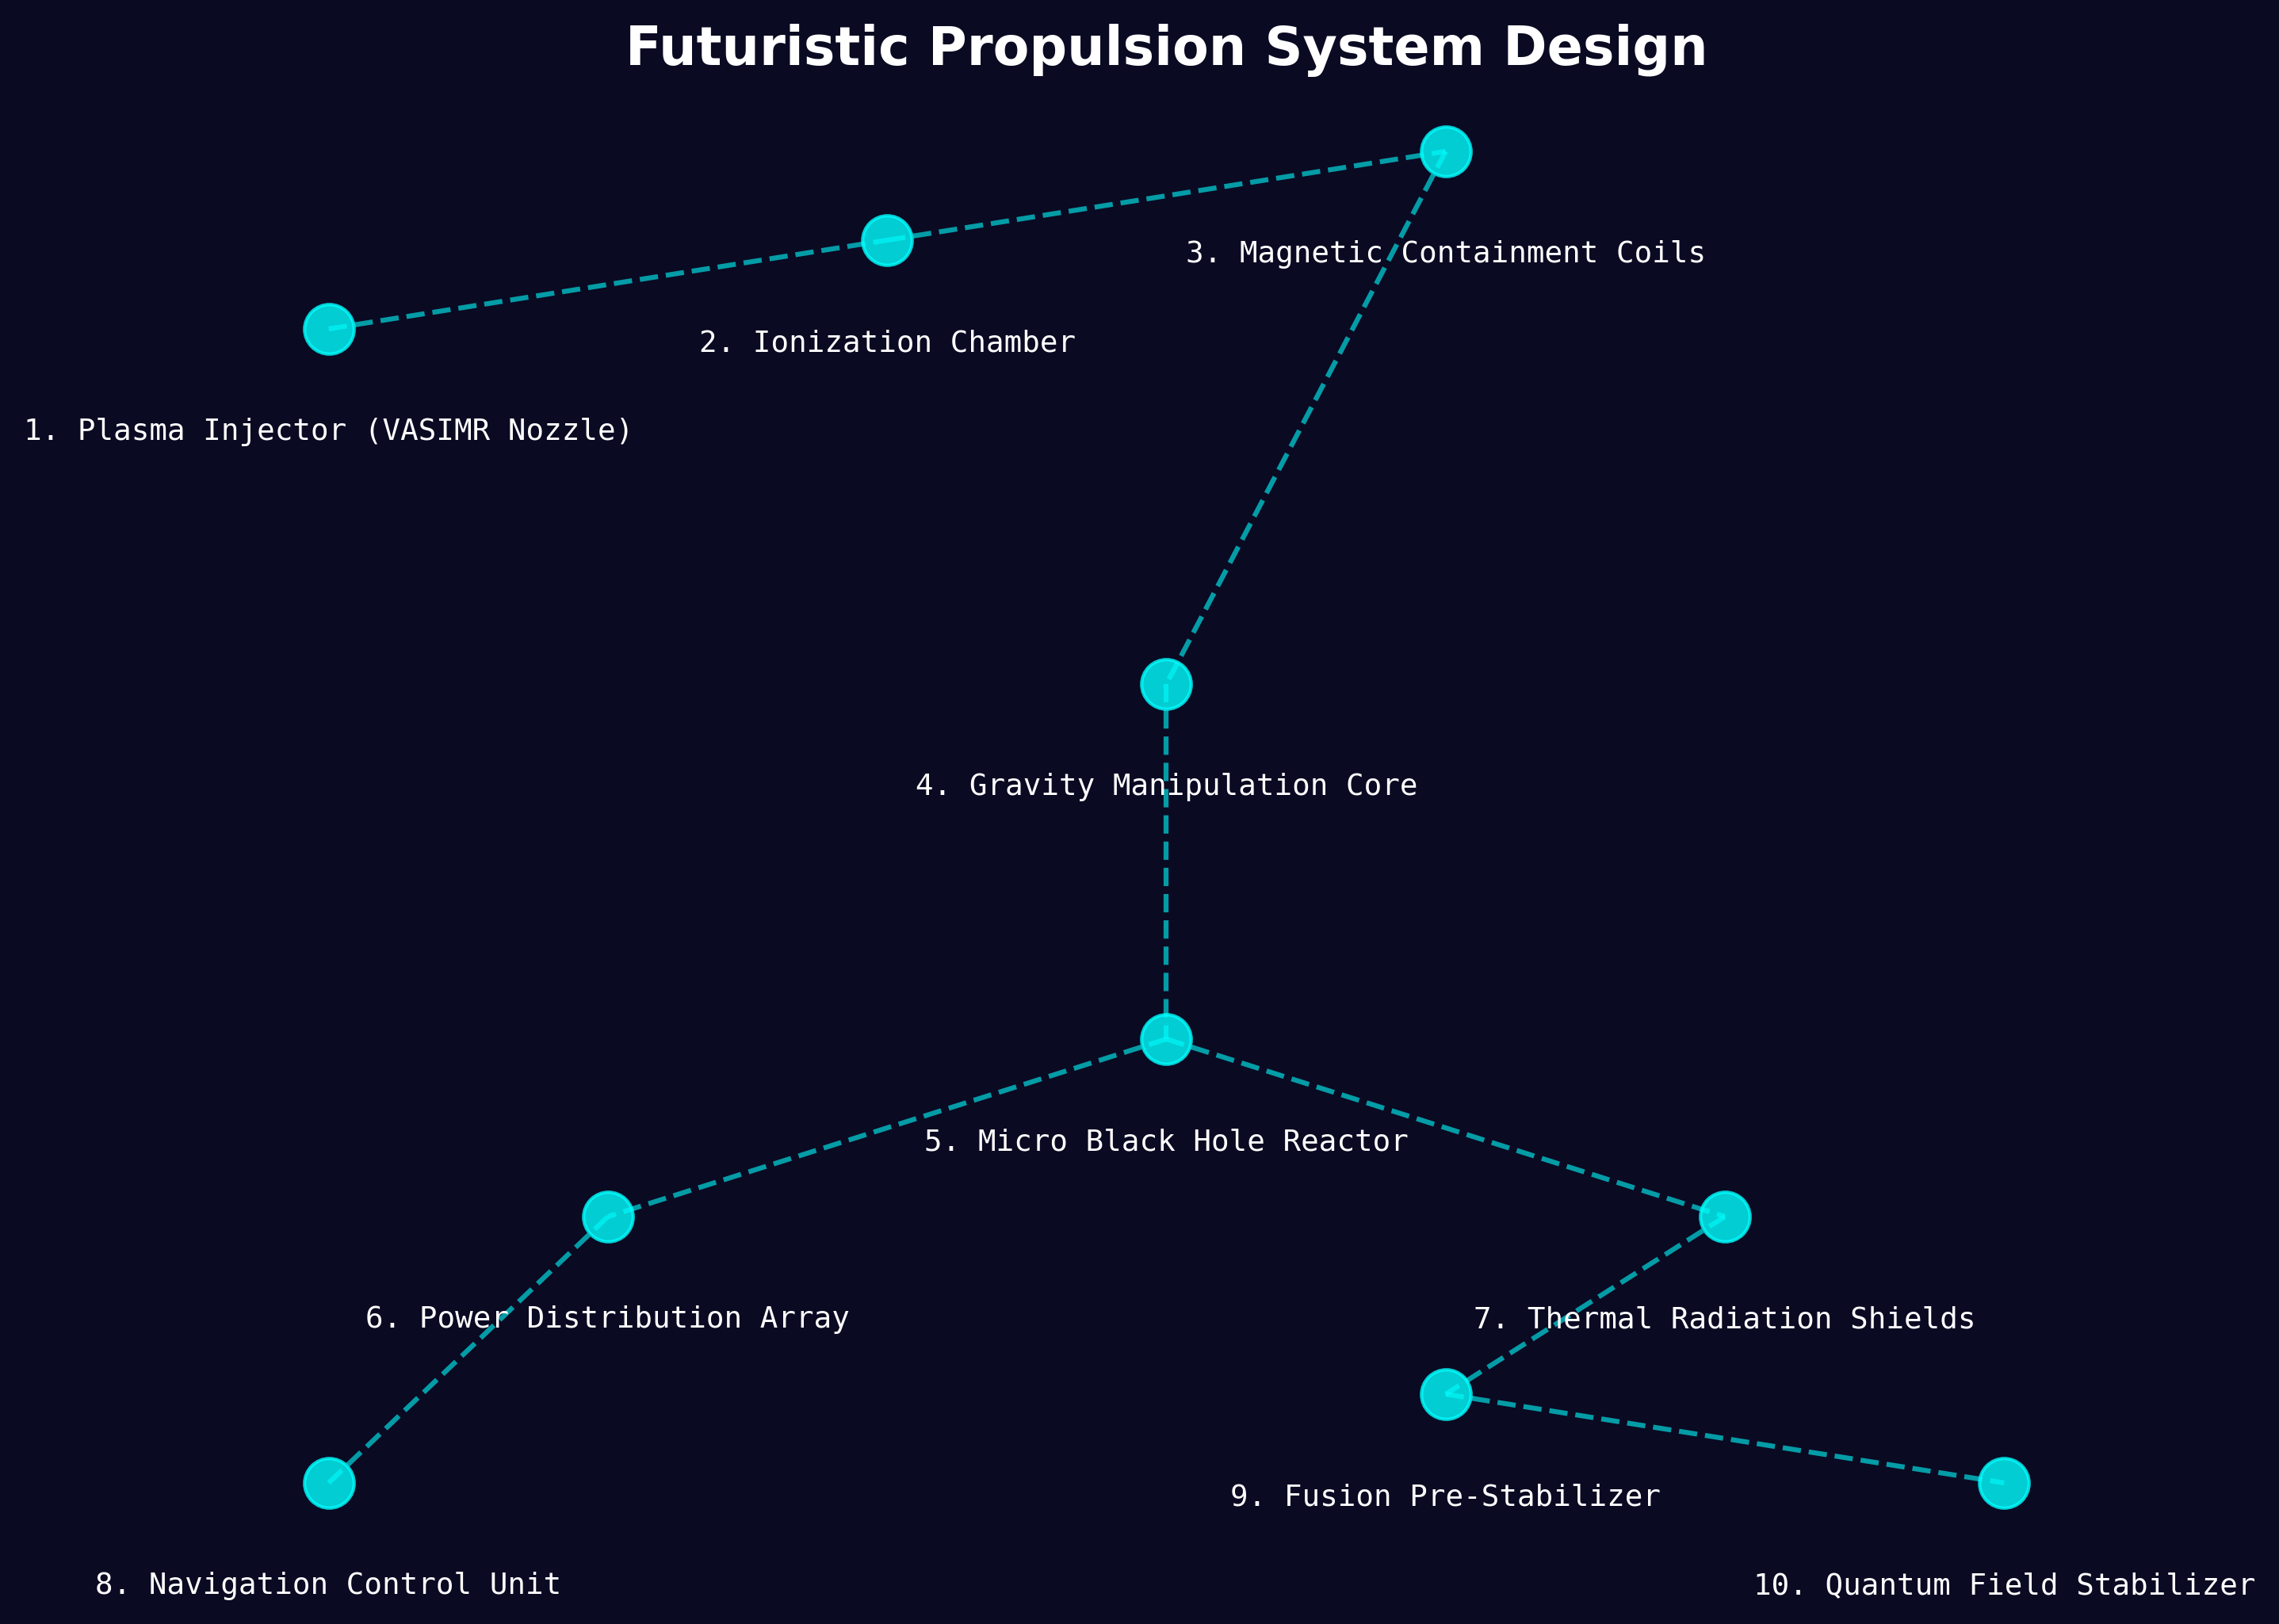 Futuristic Propulsion System Design
3. Magnetic Containment Coils
2. Ionization Chamber
1. Plasma Injector (VASIMR Nozzle)
4. Gravity Manipulation Core
5. Micro Black Hole Reactor
6. Power Distribution Array
7. Thermal Radiation Shields
9. Fusion Pre-Stabilizer
8. Navigation Control Unit
10. Quantum Field Stabilizer